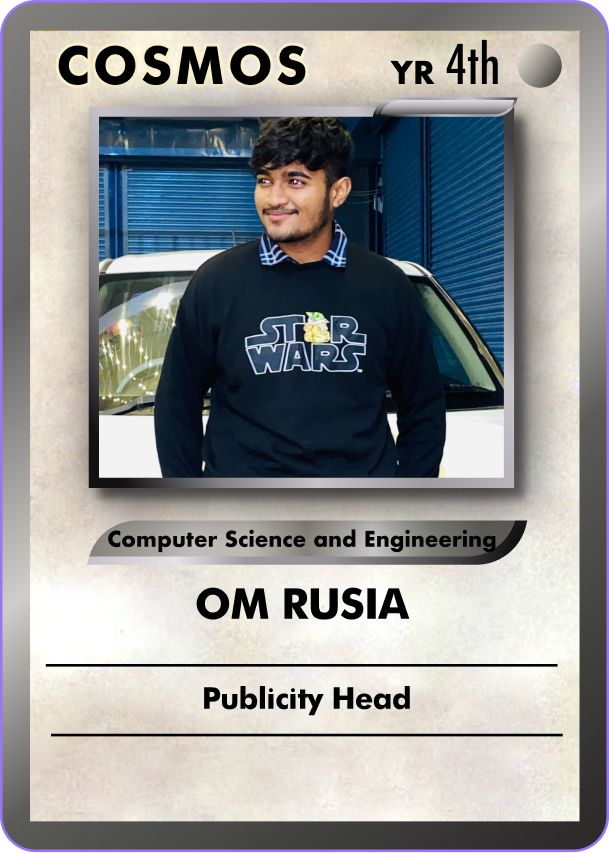 COSMOS YR 4th
STAR
WARS
Computer Science and Engineering
OM RUSIA
Publicity Head